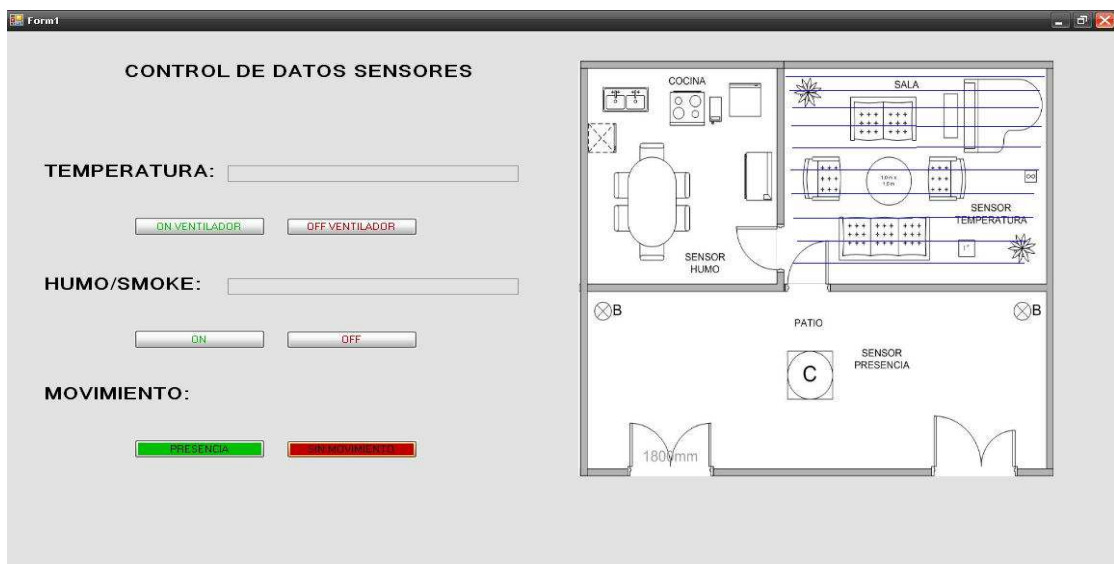 Form1
CONTROL DE DATOS SENSORES
TEMPERATURA:
ON VENTILADOR
OFF VENTILADOR
HUMO/SMOKE:
ON
OFF
MOVIMIENTO:
PRESENCIA
SIN MOVIMIENTO
COCINA
SALA
SENSOR
TEMPERATURA
SENSOR
HUMO
B
B
PATIO
SENSOR
PRESENCIA
C
1800mm